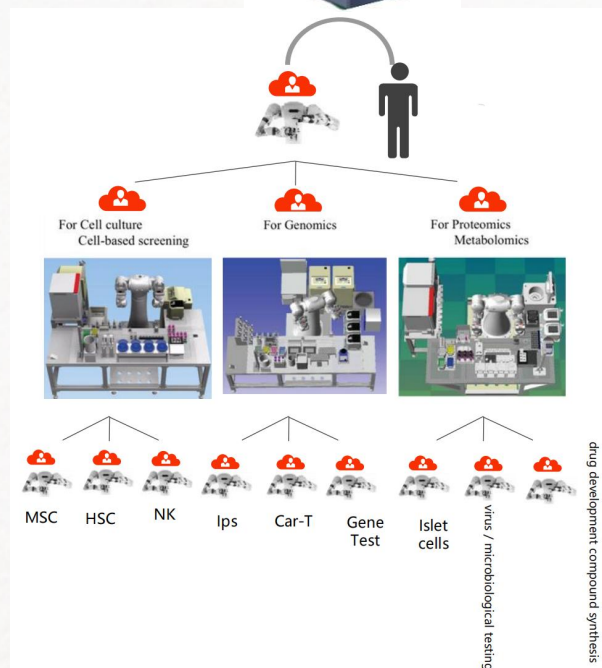 For Cell culture
Cell-based screening
For Genomics
For Proteomics
Metabolomics
MSC
HSC
NK
Ips
Car-T
Gene
Test
Islet
cells
virus / microbiological testing
drug development compound synthesis